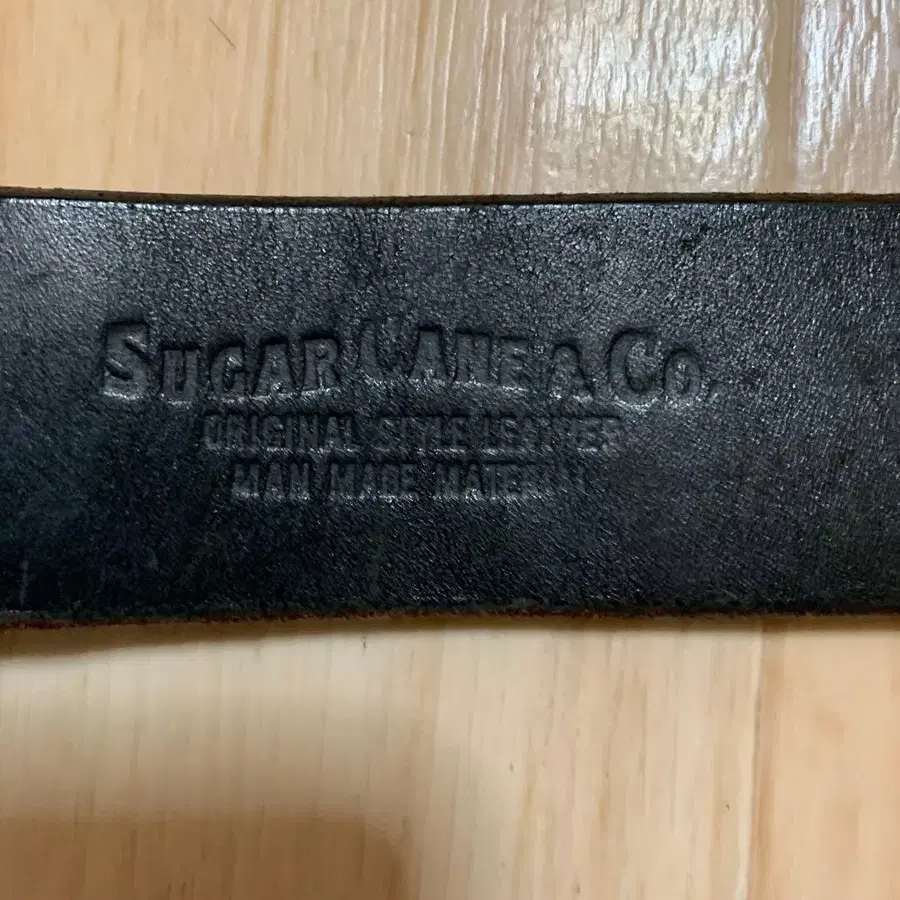 SUGAR CANE & CO.
ORIGINAL STYLE LEATHER
MAN MADE MATERIAL